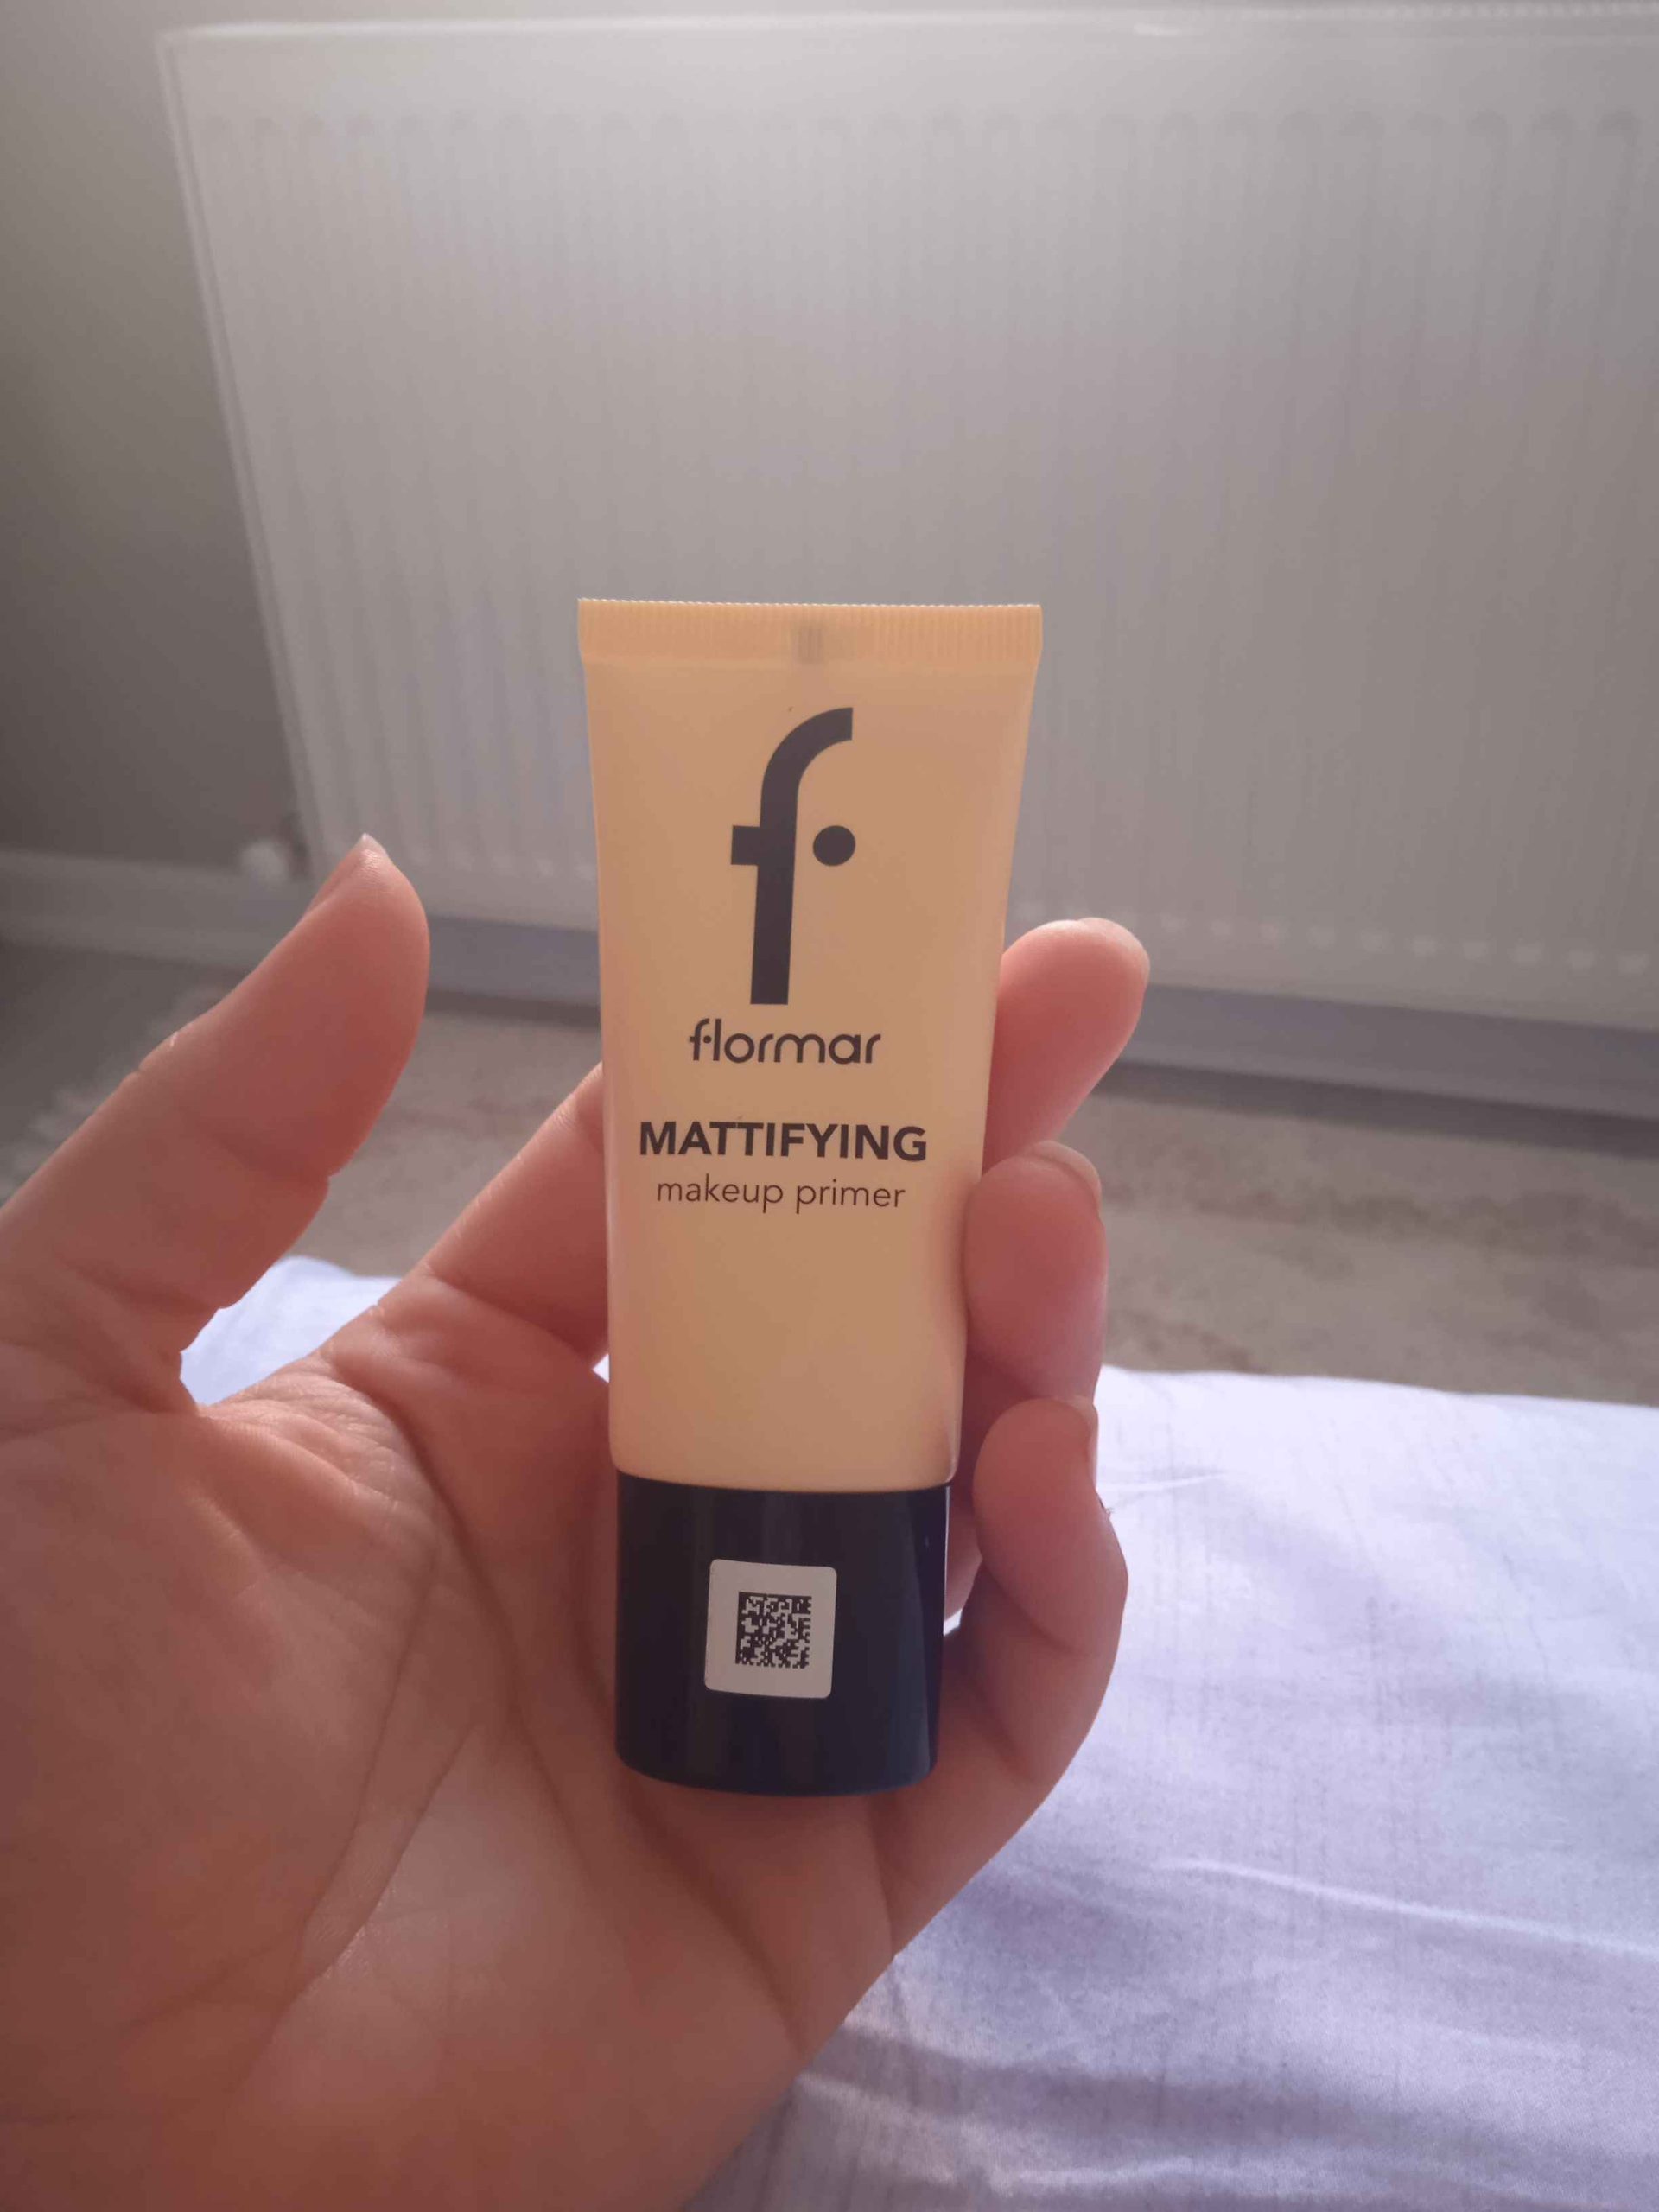 f
flormar
MATTIFYING
makeup primer